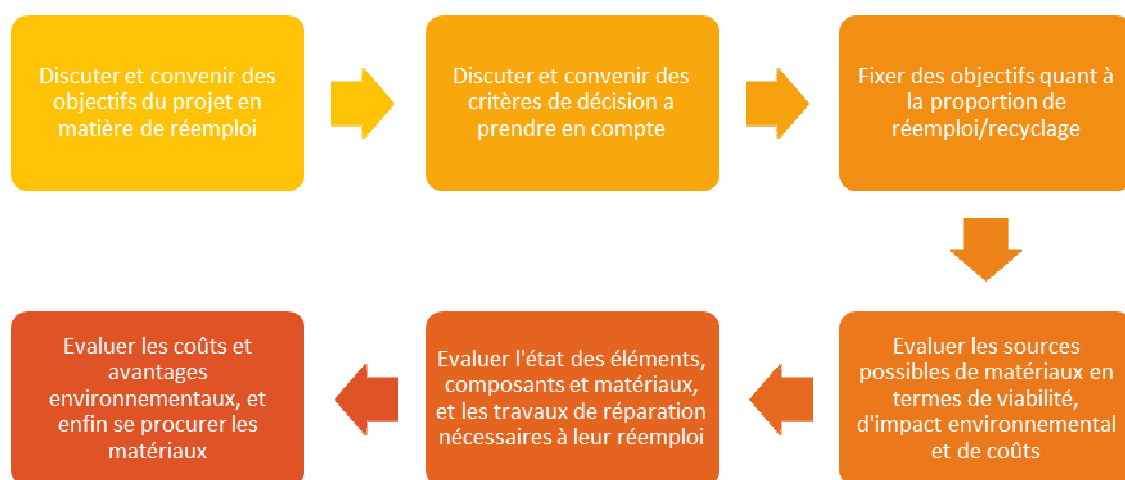 Discuter et convenir des
objectifs du projet en
matière de réemploi
Discuter et convenir des
critères de décision a
prendre en compte
Fixer des objectifs quant à
la proportion de
réemploi/recyclage
Evaluer les sources
possibles de matériaux en
termes de viabilité,
d'impact environnemental
et de coûts
Evaluer l'état des éléments,
composants et matériaux,
et les travaux de réparation
nécessaires à leur réemploi
Evaluer les coûts et
avantages
environnementaux, et
enfin se procurer les
matériaux